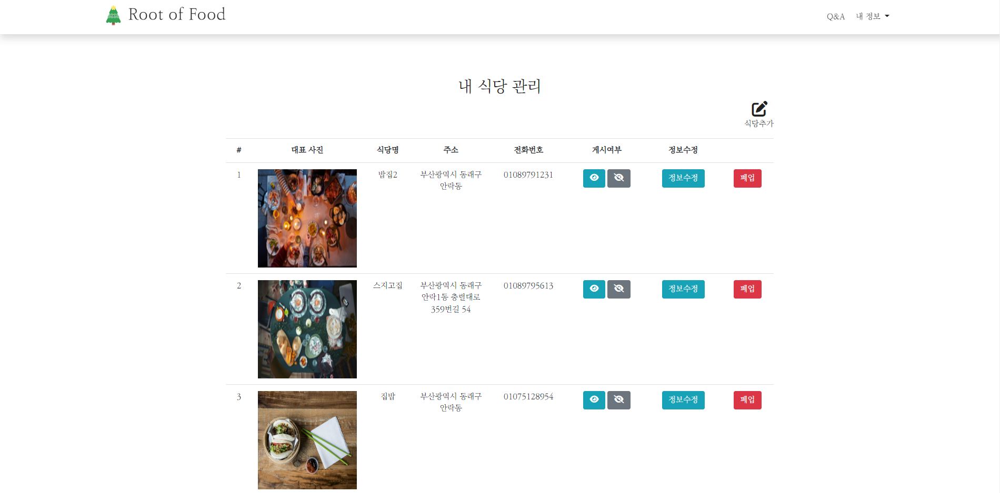 Root of Food
Q&A 내 정보
내 식당 관리
식당추가
# 대표 사진 식당명 주소 전화번호 게시여부 정보수정
1 밥집2 부산광역시 동래구 01089791231 정보수정 폐업
안락동
2 스지고집 부산광역시 동래구 01089795613 정보수정 폐업
안락1동 충렬대로
359번길 54
3 집밥 부산광역시 동래구 01075128954 정보수정 폐업
안락동